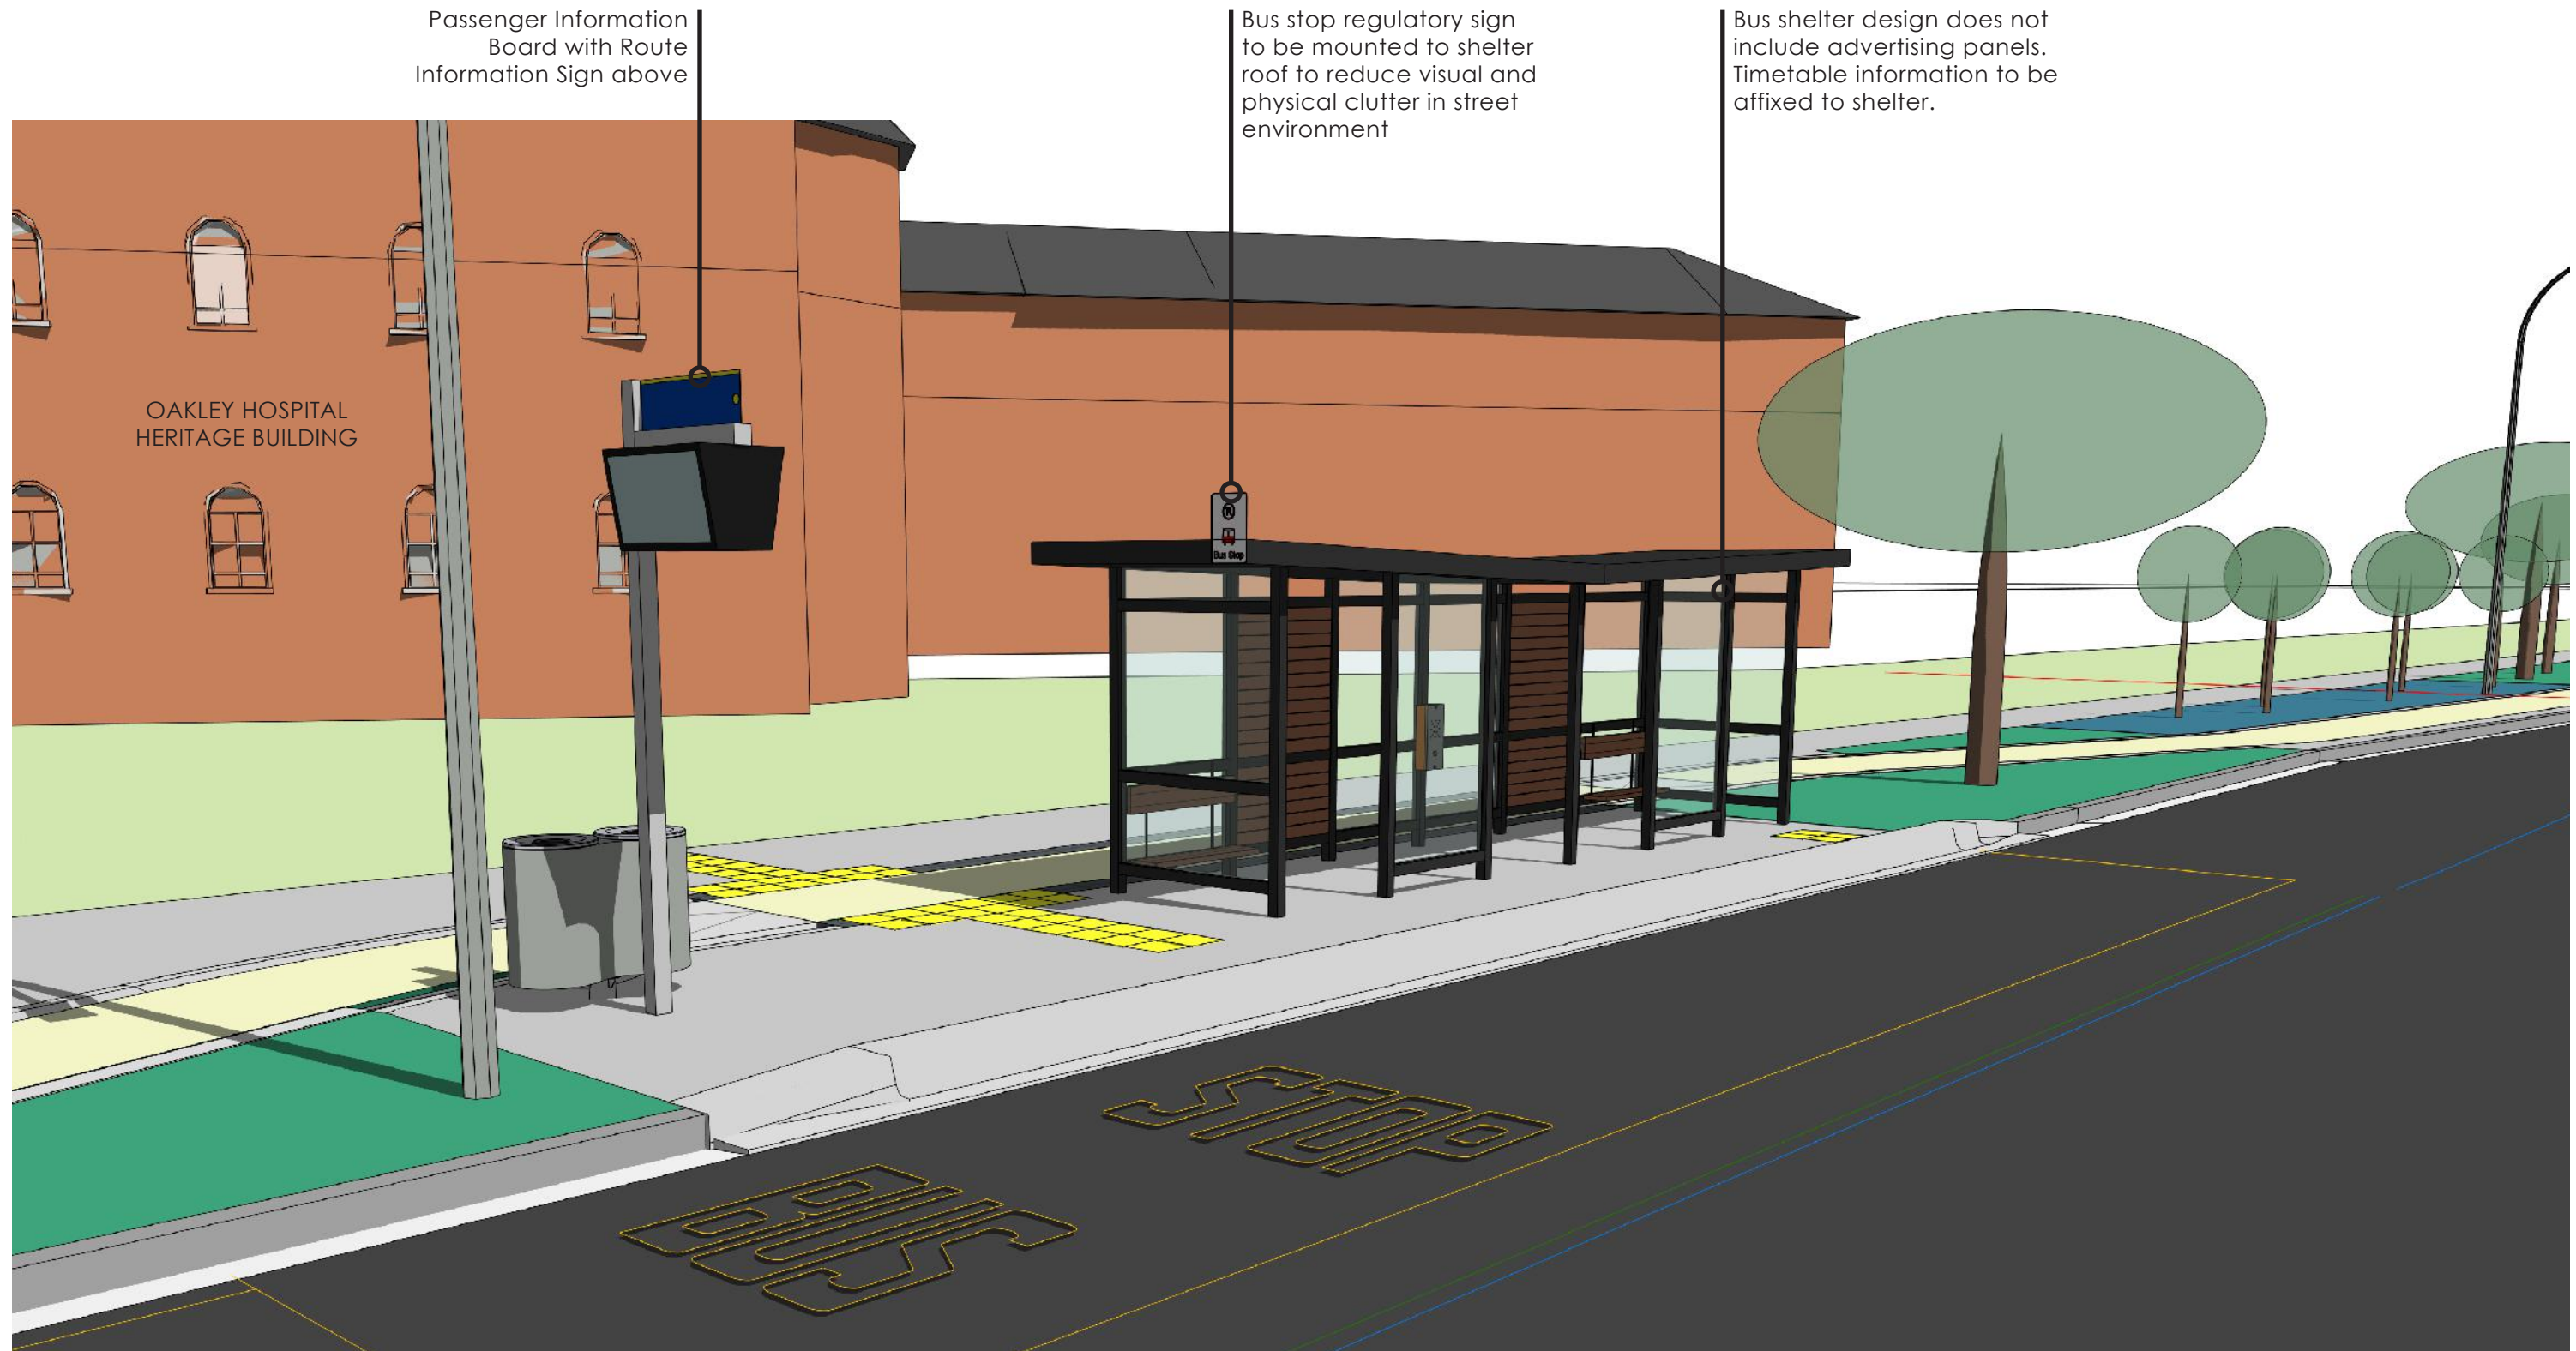 Passenger Information
Board with Route
Information Sign above
Bus stop regulatory sign
to be mounted to shelter
roof to reduce visual and
physical clutter in street
environment
Bus shelter design does not
include advertising panels.
Timetable information to be
affixed to shelter.
OAKLEY HOSPITAL
HERITAGE BUILDING
Bus Stop
STOP
BUS